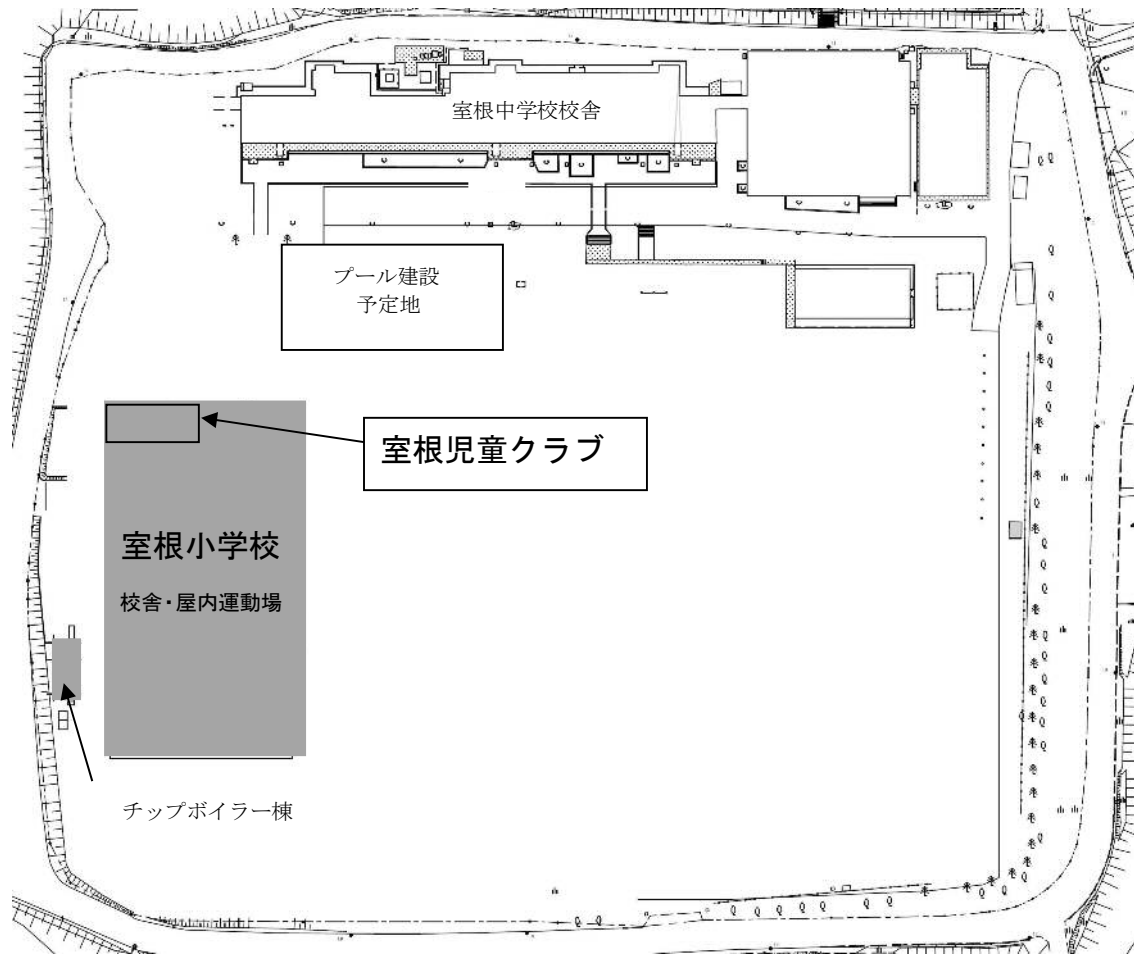 室根中学校校舎
プール建設
予定地
室根児童クラブ
室根小学校
校舎・屋内運動場
チップボイラー棟